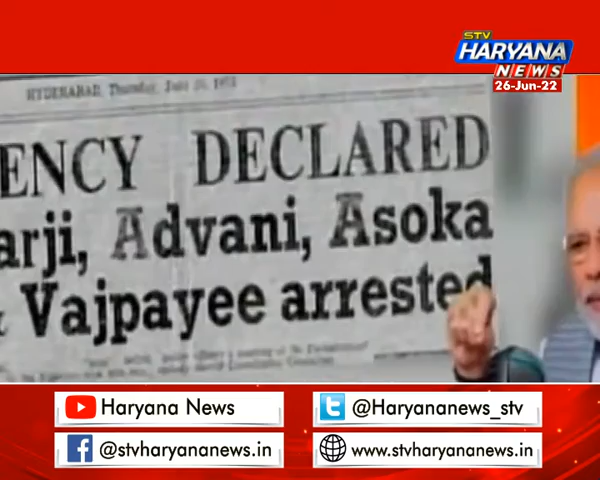 STV
HARYANA
NEWS
26-Jun-22
HYDERABAD, Thursday, June
ENCY DECLARED
arji, Advani, Asoka
& Vajpayee arrested
Haryana News
@Haryananews_stv
@stvharyananews.in
www.stvharyananews.in